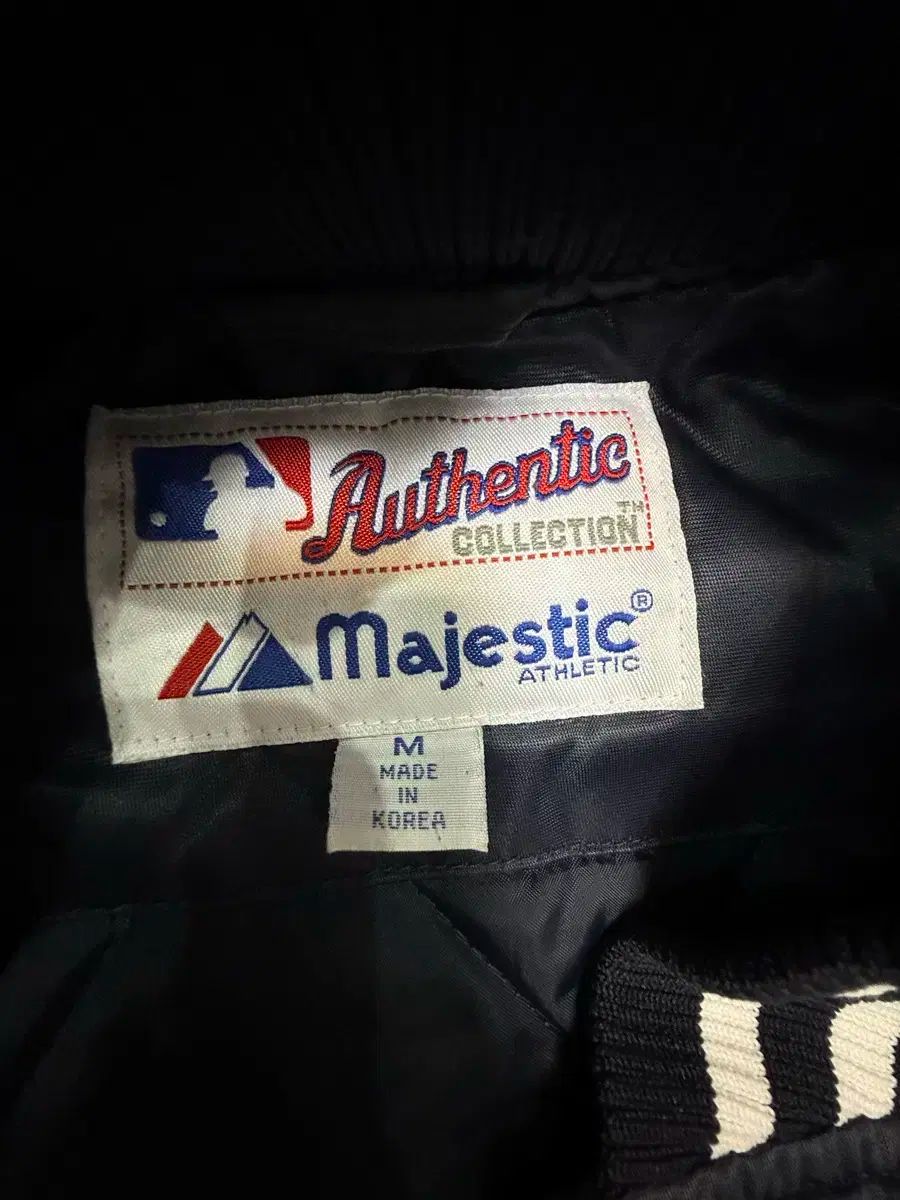 Authentic
COLLECTION™
Majestic®
ATHLETIC
M
MADE
IN
KOREA